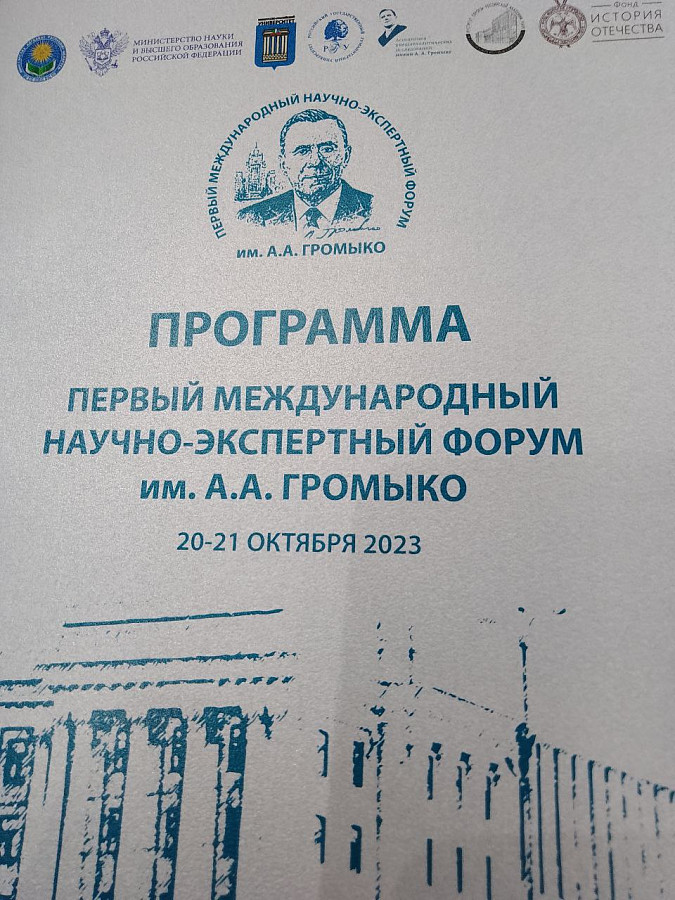 МИНИСТЕРСТВО НАУКИ
И ВЫСШЕГО ОБРАЗОВАНИЯ
РОССИЙСКОЙ ФЕДЕРАЦИИ
УНИВЕРСИТЕТ
ФОНД
ИСТОРИЯ
ОТЕЧЕСТВА
ПЕРВЫЙ МЕЖДУНАРОДНЫЙ НАУЧНО-ЭКСПЕРТНЫЙ ФОРУМ
им. А.А. ГРОМЫКО
ПРОГРАММА
ПЕРВЫЙ МЕЖДУНАРОДНЫЙ
НАУЧНО-ЭКСПЕРТНЫЙ ФОРУМ
им. А.А. ГРОМЫКО
20-21 ОКТЯБРЯ 2023